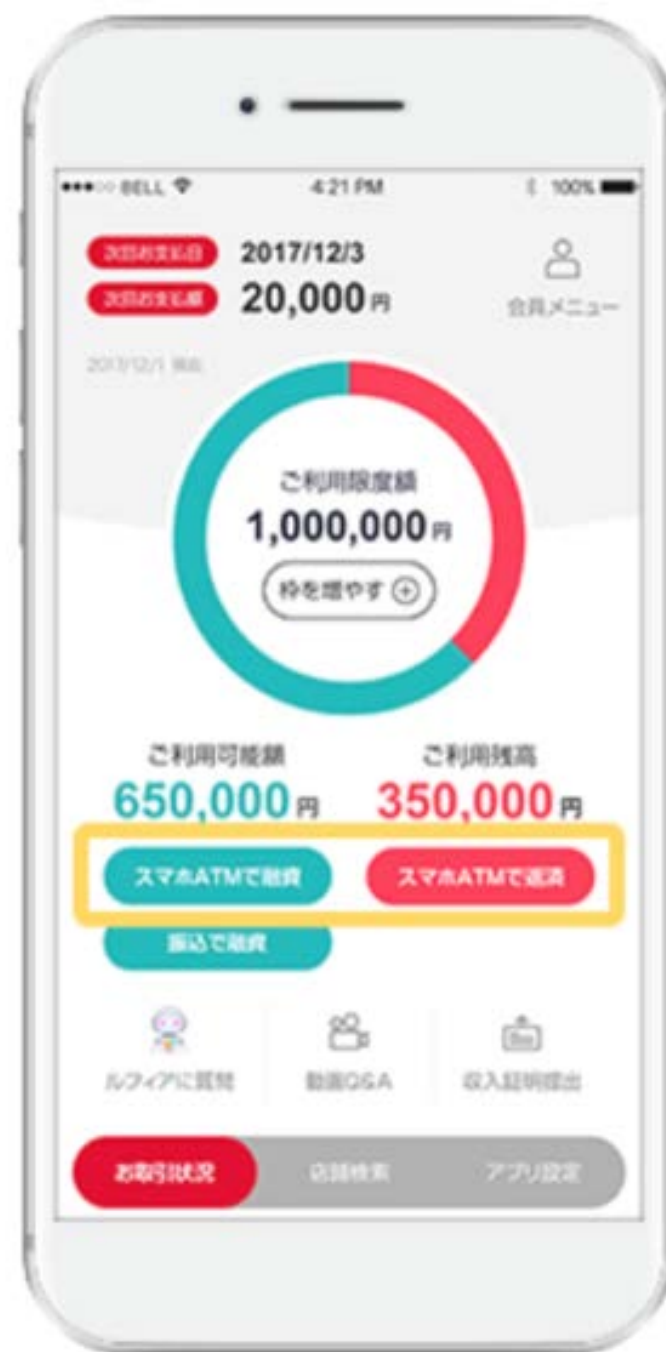 BELL 4:21 PM 100%
次回お支払日 2017/12/3
次回お支払額 20,000円
会員メニュー
2017/12/1 現在
ご利用限度額
1,000,000円
枠を増やす
ご利用可能額 ご利用残高
650,000円 350,000円
スマホATMで融資 スマホATMで返済
振込で融資
ルフィアに質問 動画Q&A 収入証明提出
お取引状況 店舗検索 アプリ設定